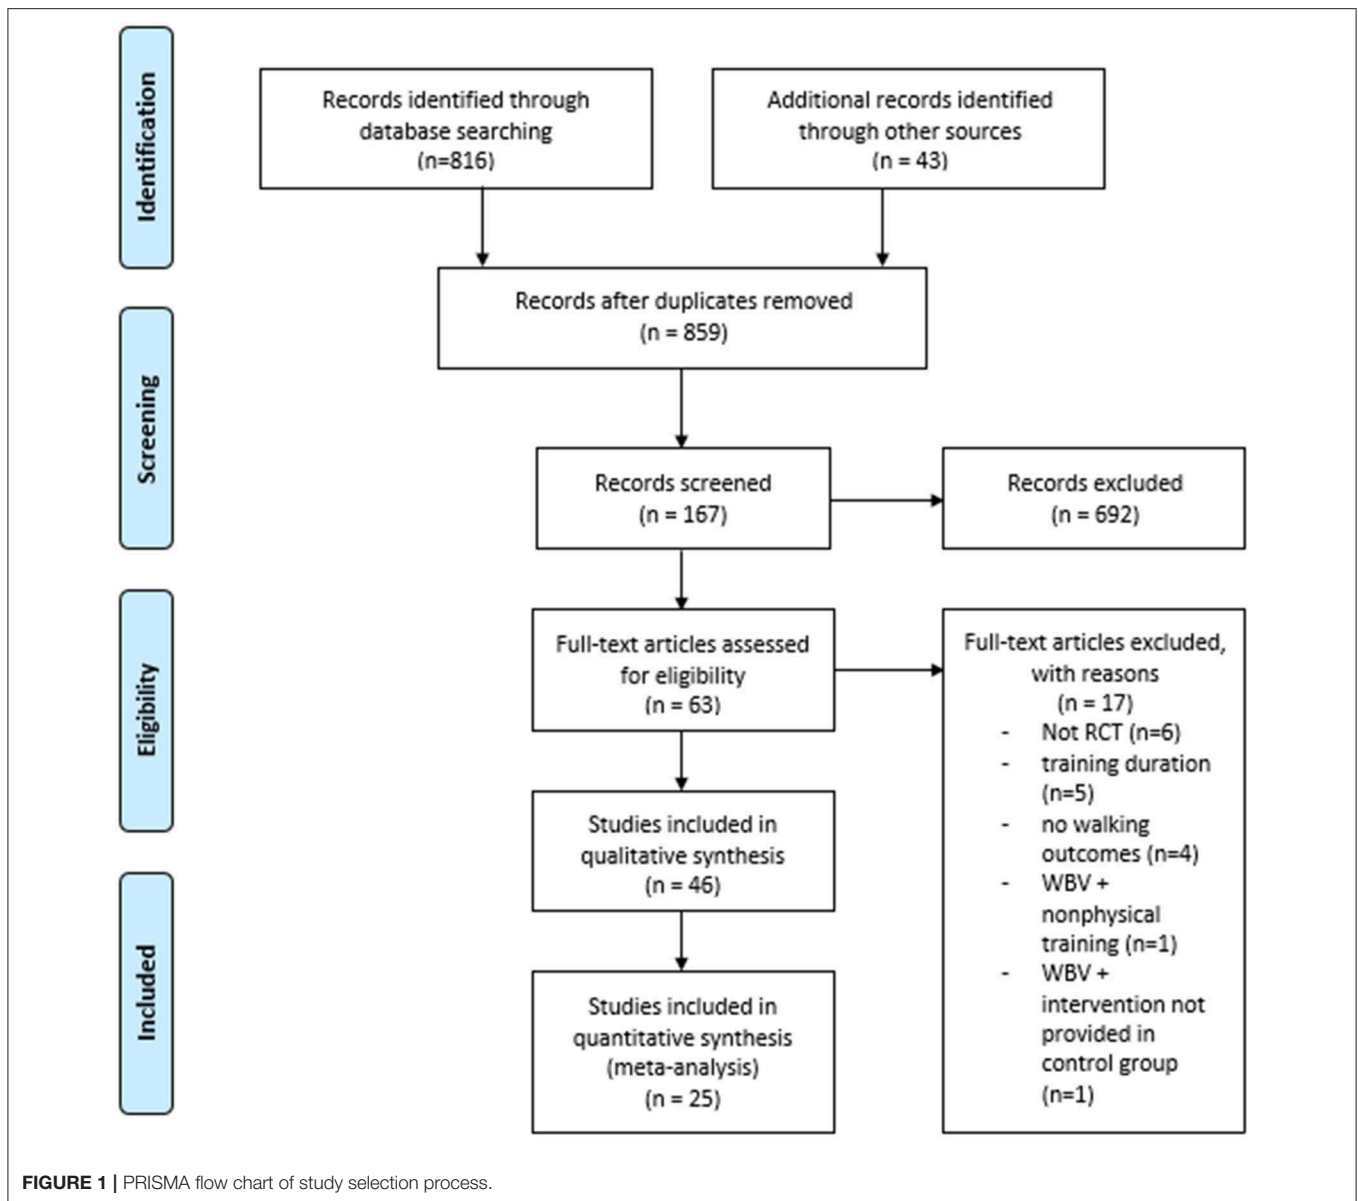 Identification
Records identified through
database searching
(n=816)
Additional records identified
through other sources
(n = 43)
Records after duplicates removed
(n = 859)
Screening
Records screened
(n = 167)
Records excluded
(n = 692)
Eligibility
Full-text articles assessed
for eligibility
(n = 63)
Full-text articles excluded,
with reasons
(n = 17)
- Not RCT (n=6)
- training duration
(n=5)
- no walking
outcomes (n=4)
- WBV +
nonphysical
training (n=1)
- WBV +
intervention not
provided in
control group
(n=1)
Studies included in
qualitative synthesis
(n = 46)
Included
Studies included in
quantitative synthesis
(meta-analysis)
(n = 25)
FIGURE 1 | PRISMA flow chart of study selection process.